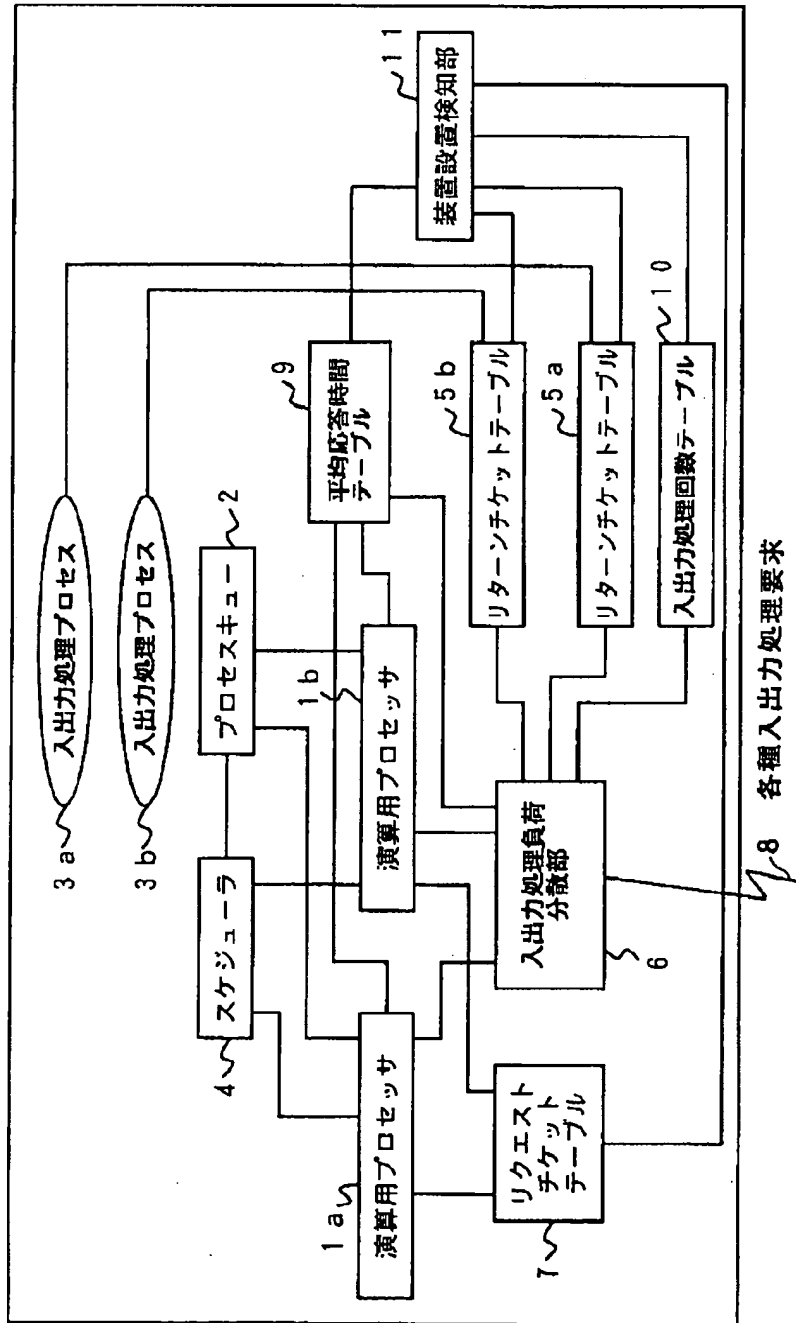 3a
入出力処理プロセス
3b
入出力処理プロセス
4
スケジューラ
プロセスキュー
2
1a
演算用プロセッサ
1b
演算用プロセッサ
9
平均応答時間
テーブル
11
装置設置検知部
7
リクエスト
チケット
テーブル
6
入出力処理負荷
分散部
5b
リターンチケットテーブル
5a
リターンチケットテーブル
10
入出力処理回数テーブル
8 各種入出力処理要求